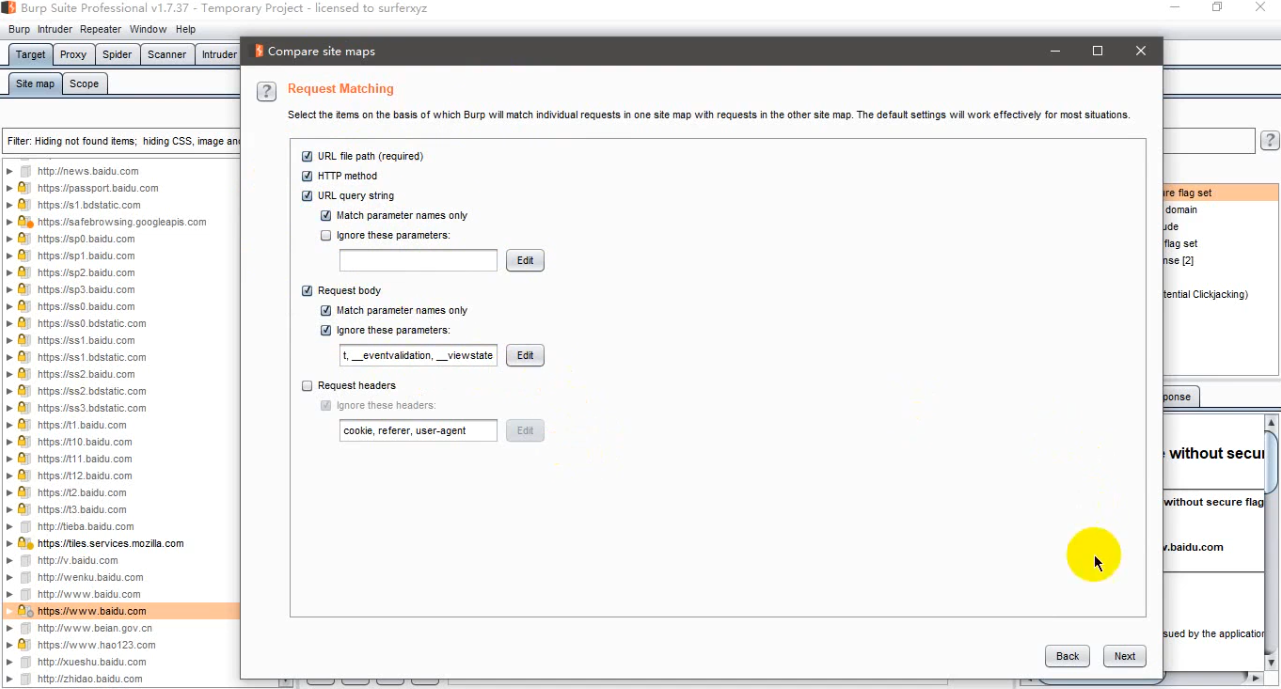 Burp Suite Professional v1.7.37 - Temporary Project - licensed to surferxyz
Burp Intruder Repeater Window Help
Target Proxy Spider Scanner Intruder
Site map Scope
Filter: Hiding not found items; hiding CSS, image and
http://news.baidu.com
https://passport.baidu.com
https://s1.bdstatic.com
https://safebrowsing.googleapis.com
https://sp0.baidu.com
https://sp1.baidu.com
https://sp2.baidu.com
https://sp3.baidu.com
https://ss0.baidu.com
https://ss0.bdstatic.com
https://ss1.baidu.com
https://ss1.bdstatic.com
https://ss2.baidu.com
https://ss2.bdstatic.com
https://ss3.bdstatic.com
https://t1.baidu.com
https://t10.baidu.com
https://t11.baidu.com
https://t12.baidu.com
https://t2.baidu.com
https://t3.baidu.com
http://tieba.baidu.com
https://tiles.services.mozilla.com
http://v.baidu.com
http://wenku.baidu.com
http://www.baidu.com
https://www.baidu.com
http://www.beian.gov.cn
https://www.hao123.com
http://xueshu.baidu.com
http://zhidao.baidu.com
Compare site maps
? Request Matching
Select the items on the basis of which Burp will match individual requests in one site map with requests in the other site map. The default settings will work effectively for most situations.
URL file path (required)
HTTP method
URL query string
Match parameter names only
Ignore these parameters:
Edit
Request body
Match parameter names only
Ignore these parameters:
t, __eventvalidation, __viewstate Edit
Request headers
Ignore these headers:
cookie, referer, user-agent Edit
Back Next
?
re flag set
domain
ude
flag set
nse [2]
tential Clickjacking)
ponse
without secu
without secure flag
w.baidu.com
sued by the application